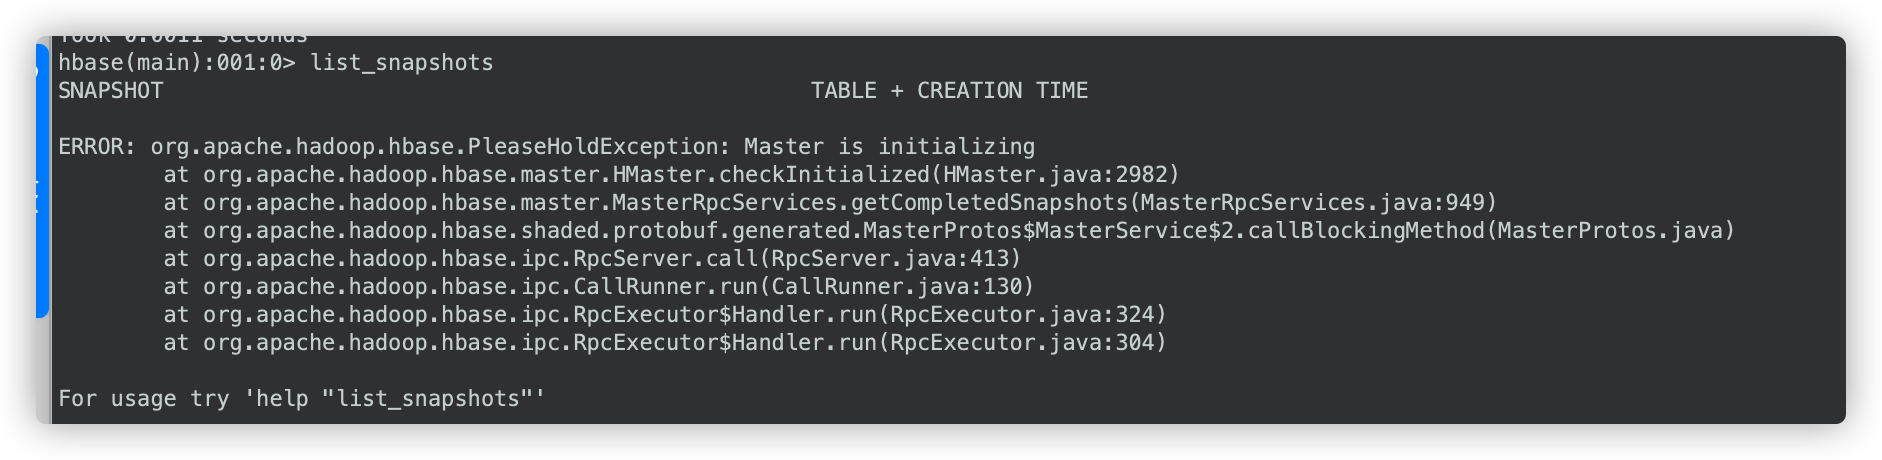 Took 0.0011 seconds
hbase(main):001:0> list_snapshots
SNAPSHOT TABLE + CREATION TIME
ERROR: org.apache.hadoop.hbase.PleaseHoldException: Master is initializing
at org.apache.hadoop.hbase.master.HMaster.checkInitialized(HMaster.java:2982)
at org.apache.hadoop.hbase.master.MasterRpcServices.getCompletedSnapshots(MasterRpcServices.java:949)
at org.apache.hadoop.hbase.shaded.protobuf.generated.MasterProtos$MasterService$2.callBlockingMethod(MasterProtos.java)
at org.apache.hadoop.hbase.ipc.RpcServer.call(RpcServer.java:413)
at org.apache.hadoop.hbase.ipc.CallRunner.run(CallRunner.java:130)
at org.apache.hadoop.hbase.ipc.RpcExecutor$Handler.run(RpcExecutor.java:324)
at org.apache.hadoop.hbase.ipc.RpcExecutor$Handler.run(RpcExecutor.java:304)
For usage try 'help "list_snapshots"'